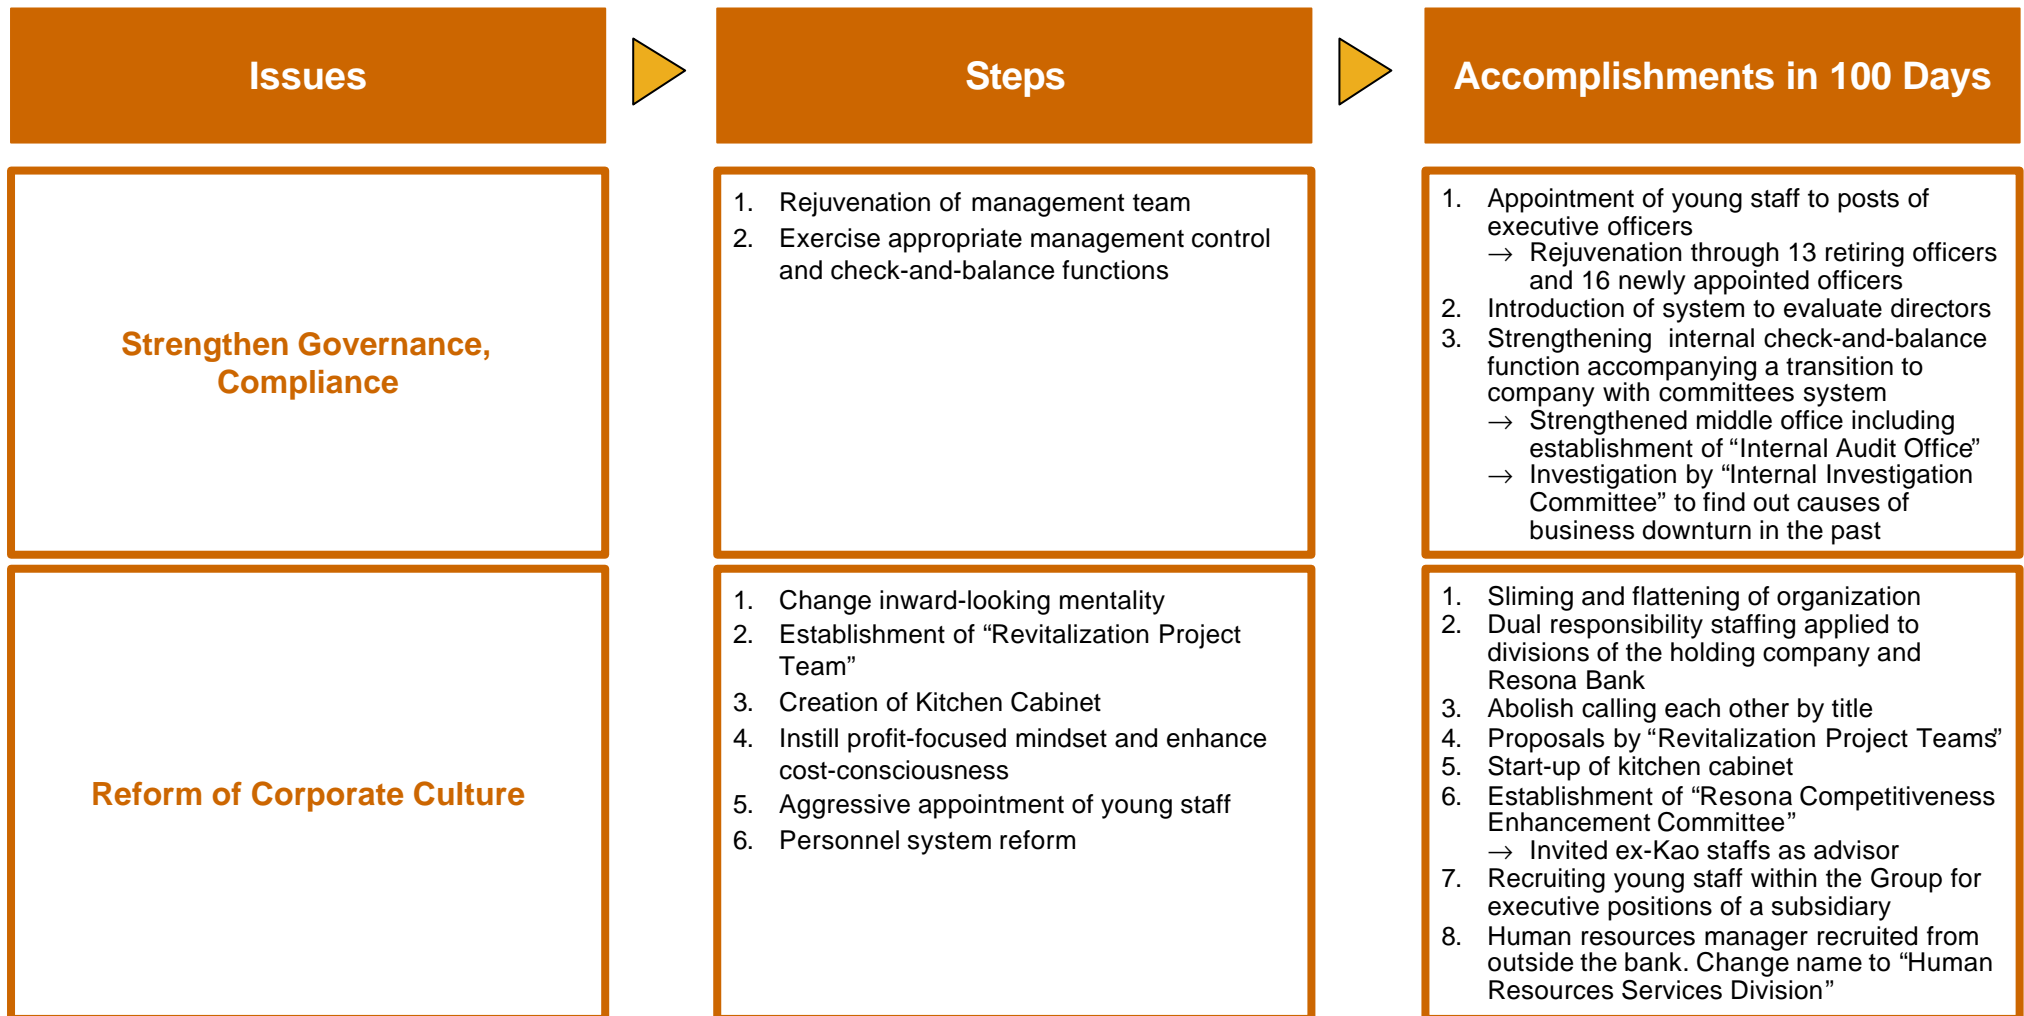 Issues
Steps
Accomplishments in 100 Days
Strengthen Governance,
Compliance
1. Rejuvenation of management team
2. Exercise appropriate management control
and check-and-balance functions
1. Appointment of young staff to posts of
executive officers
→ Rejuvenation through 13 retiring officers
and 16 newly appointed officers
2. Introduction of system to evaluate directors
3. Strengthening internal check-and-balance
function accompanying a transition to
company with committees system
→ Strengthened middle office including
establishment of “Internal Audit Office”
→ Investigation by “Internal Investigation
Committee” to find out causes of
business downturn in the past
Reform of Corporate Culture
1. Change inward-looking mentality
2. Establishment of “Revitalization Project
Team”
3. Creation of Kitchen Cabinet
4. Instill profit-focused mindset and enhance
cost-consciousness
5. Aggressive appointment of young staff
6. Personnel system reform
1. Sliming and flattening of organization
2. Dual responsibility staffing applied to
divisions of the holding company and
Resona Bank
3. Abolish calling each other by title
4. Proposals by “Revitalization Project Teams”
5. Start-up of kitchen cabinet
6. Establishment of “Resona Competitiveness
Enhancement Committee”
→ Invited ex-Kao staffs as advisor
7. Recruiting young staff within the Group for
executive positions of a subsidiary
8. Human resources manager recruited from
outside the bank. Change name to “Human
Resources Services Division”